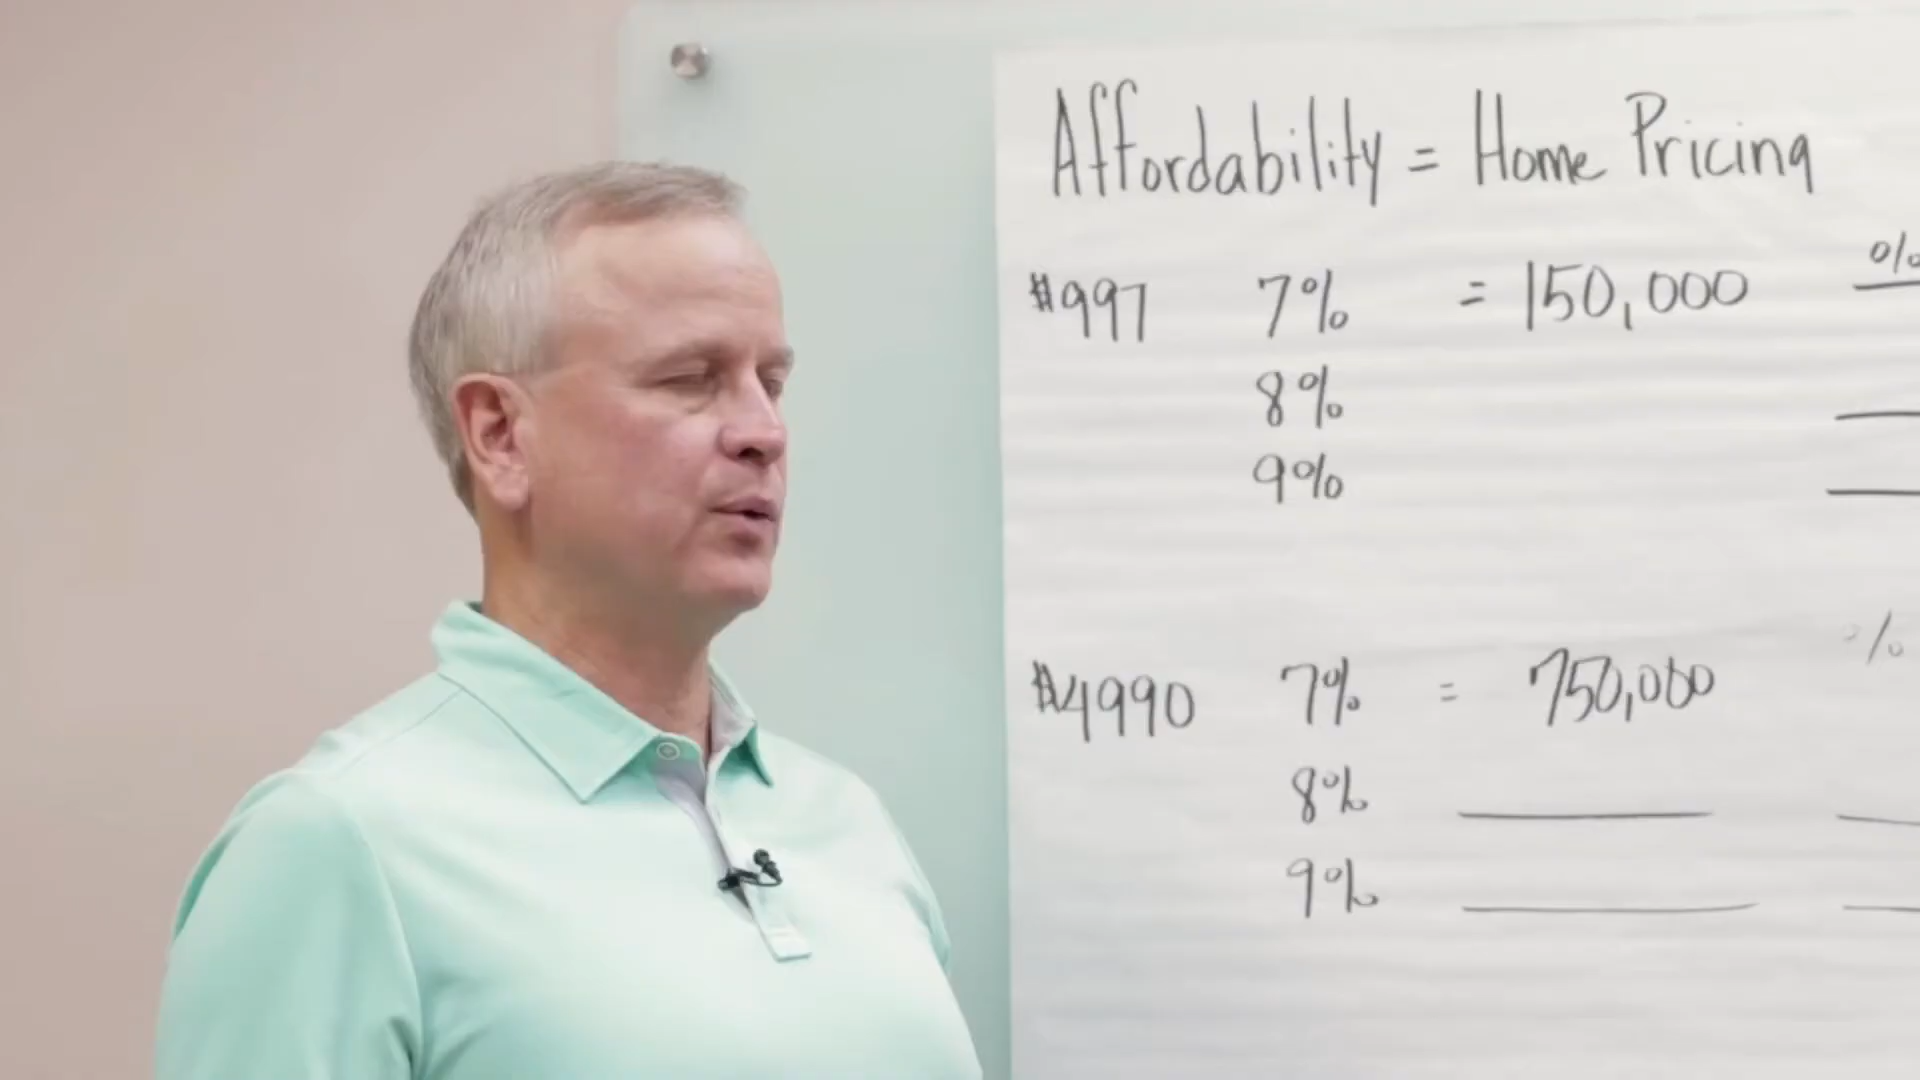 Affordability = Home Pricing
%
$997 7% = 150,000
8%
9%
%
$4990 7% = 750,000
8%
9%